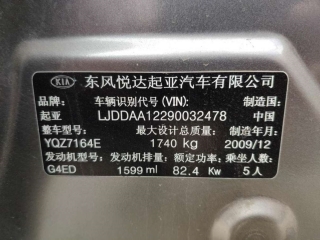 KIA 东风悦达起亚汽车有限公司
品牌: 车辆识别代号(VIN): 制造国:
起亚 LJDDAA12290032478 中国
整车型号: 最大设计总质量: 制造年月:
YQZ7164E 1740 kg 2009/12
发动机型号: 发动机排量: 额定功率: 乘坐人数:
G4ED 1599 ml 82.4 Kw 5人